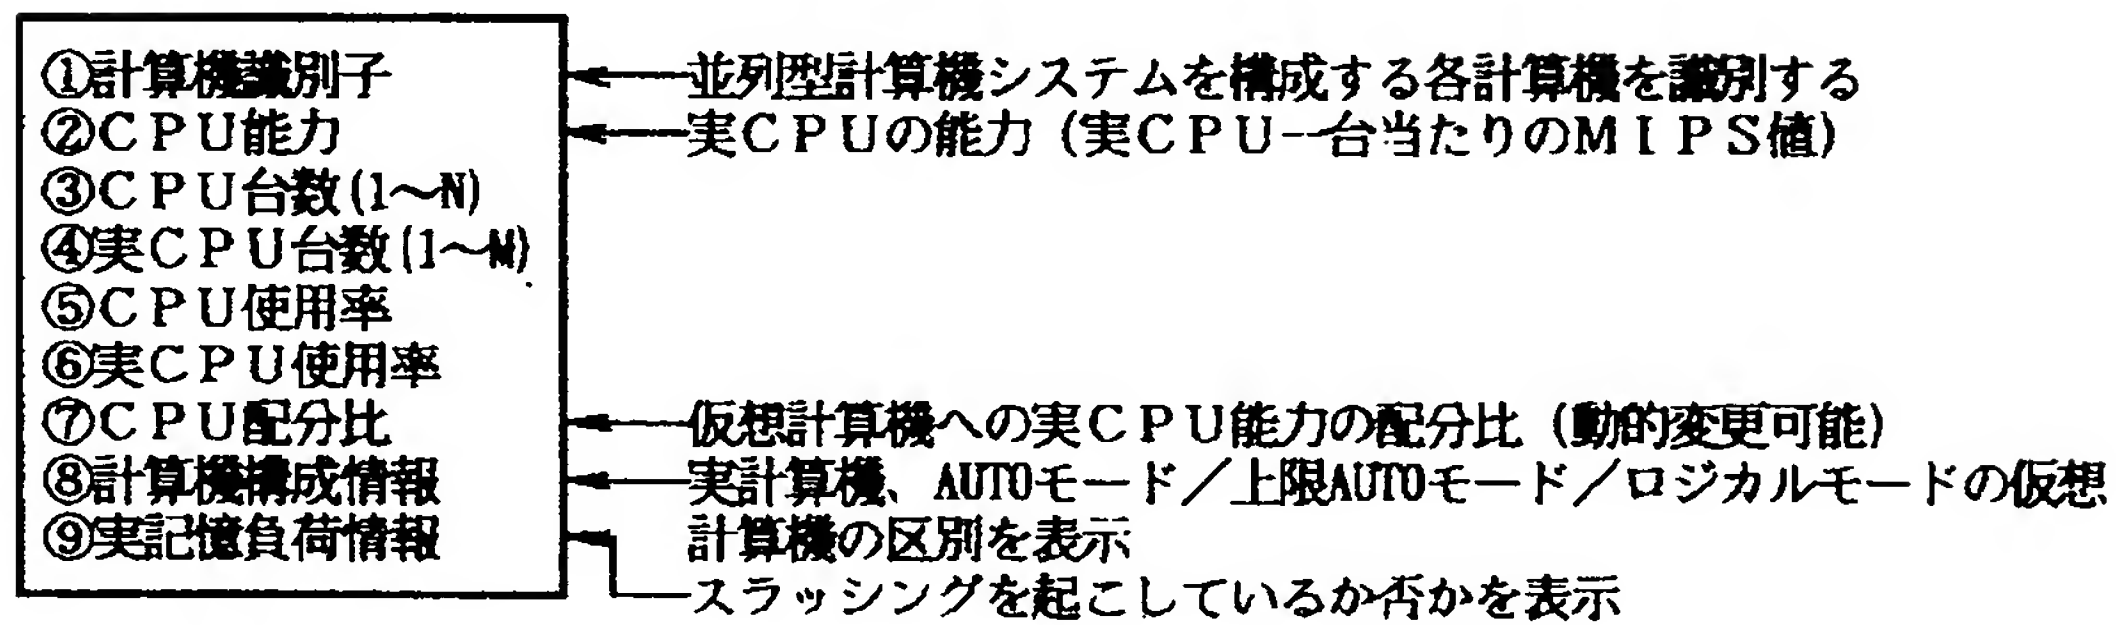 ①計算機識別子
②CPU能力
③CPU台数(1~N)
④実CPU台数(1~M)
⑤CPU使用率
⑥実CPU使用率
⑦CPU配分比
⑧計算機構成情報
⑨実記憶負荷情報
並列型計算機システムを構成する各計算機を識別する
実CPUの能力(実CPU一台当たりのMIPS値)
仮想計算機への実CPU能力の配分比(動的変更可能)
実計算機、AUTOモード/上限AUTOモード/ロジカルモードの仮想
計算機の区別を表示
スラッシングを起こしているか否かを表示